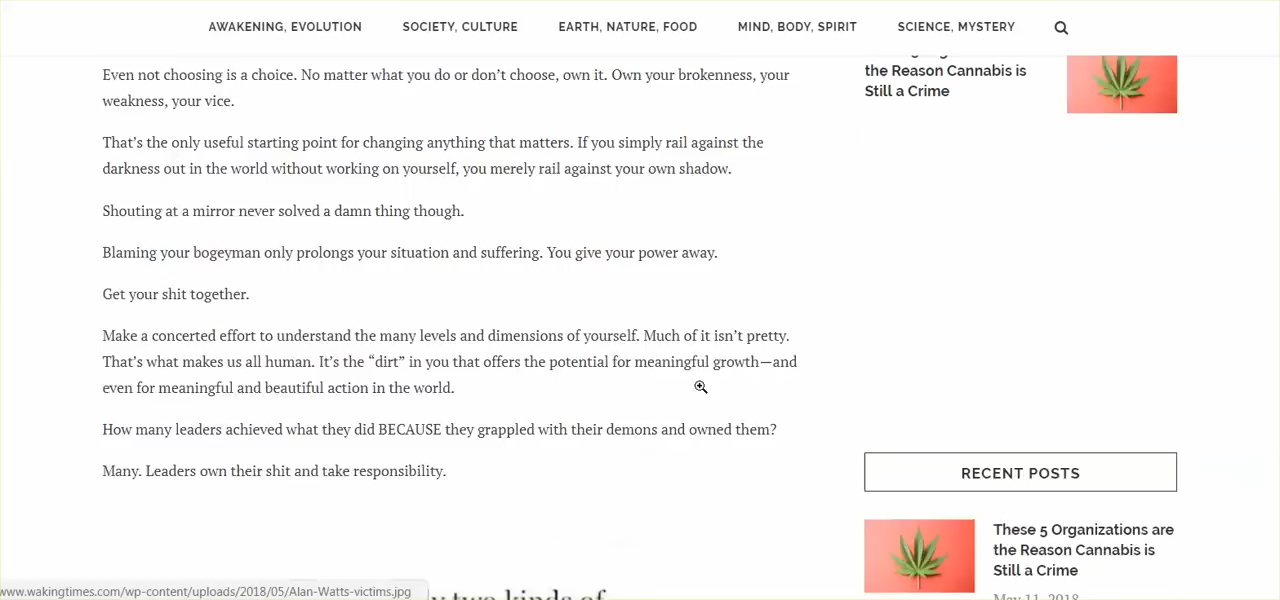 AWAKENING, EVOLUTION SOCIETY, CULTURE EARTH, NATURE, FOOD MIND, BODY, SPIRIT SCIENCE, MYSTERY
Even not choosing is a choice. No matter what you do or don’t choose, own it. Own your brokenness, your
weakness, your vice.
That’s the only useful starting point for changing anything that matters. If you simply rail against the
darkness out in the world without working on yourself, you merely rail against your own shadow.
Shouting at a mirror never solved a damn thing though.
Blaming your bogeyman only prolongs your situation and suffering. You give your power away.
Get your shit together.
Make a concerted effort to understand the many levels and dimensions of yourself. Much of it isn’t pretty.
That’s what makes us all human. It’s the “dirt” in you that offers the potential for meaningful growth—and
even for meaningful and beautiful action in the world.
How many leaders achieved what they did BECAUSE they grappled with their demons and owned them?
Many. Leaders own their shit and take responsibility.
two kinds of
www.wakingtimes.com/wp-content/uploads/2018/05/Alan-Watts-victims.jpg
the Reason Cannabis is
Still a Crime
RECENT POSTS
These 5 Organizations are
the Reason Cannabis is
Still a Crime
May 11, 2018